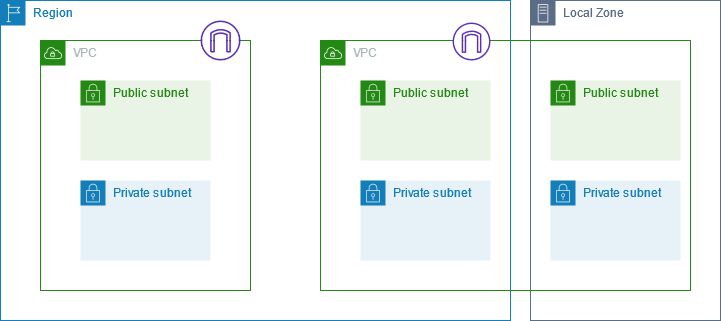 Region
Local Zone
VPC
VPC
Public subnet
Public subnet
Public subnet
Private subnet
Private subnet
Private subnet